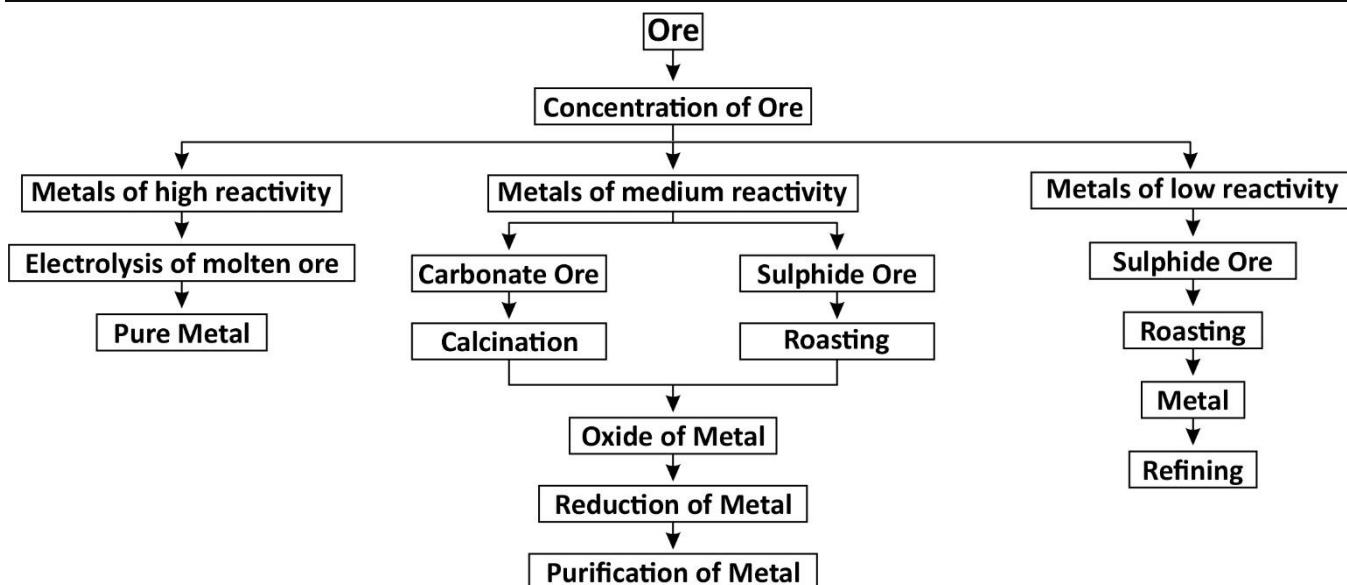 Ore
Concentration of Ore
Metals of high reactivity
Metals of medium reactivity
Metals of low reactivity
Electrolysis of molten ore
Carbonate Ore
Sulphide Ore
Sulphide Ore
Pure Metal
Calcination
Roasting
Roasting
Metal
Oxide of Metal
Refining
Reduction of Metal
Purification of Metal